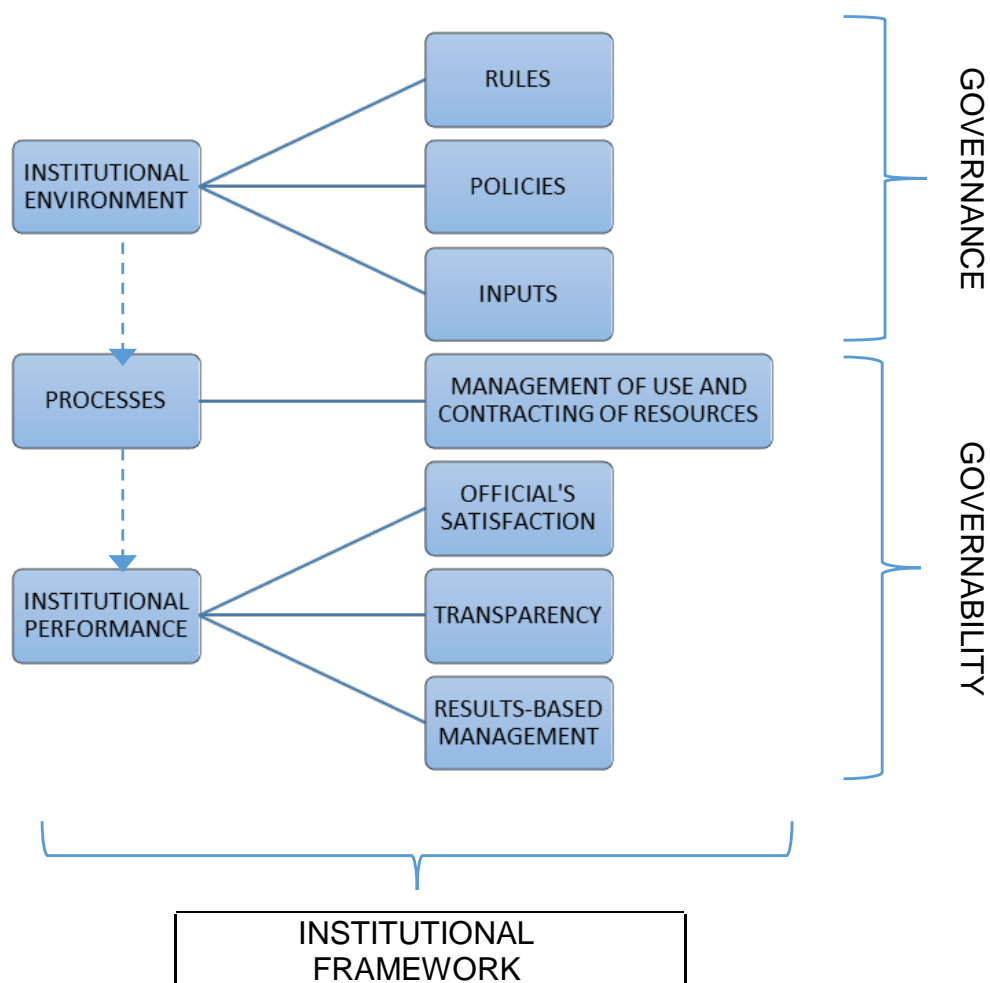 RULES
INSTITUTIONAL
ENVIRONMENT
POLICIES
INPUTS
GOVERNANCE
PROCESSES
MANAGEMENT OF USE AND
CONTRACTING OF RESOURCES
OFFICIAL'S
SATISFACTION
INSTITUTIONAL
PERFORMANCE
TRANSPARENCY
RESULTS-BASED
MANAGEMENT
GOVERNABILITY
INSTITUTIONAL
FRAMEWORK